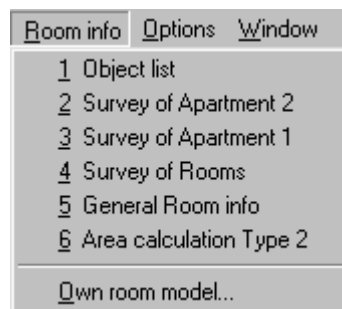 Room info Options Window
1 Object list
2 Survey of Apartment 2
3 Survey of Apartment 1
4 Survey of Rooms
5 General Room info
6 Area calculation Type 2
Own room model...